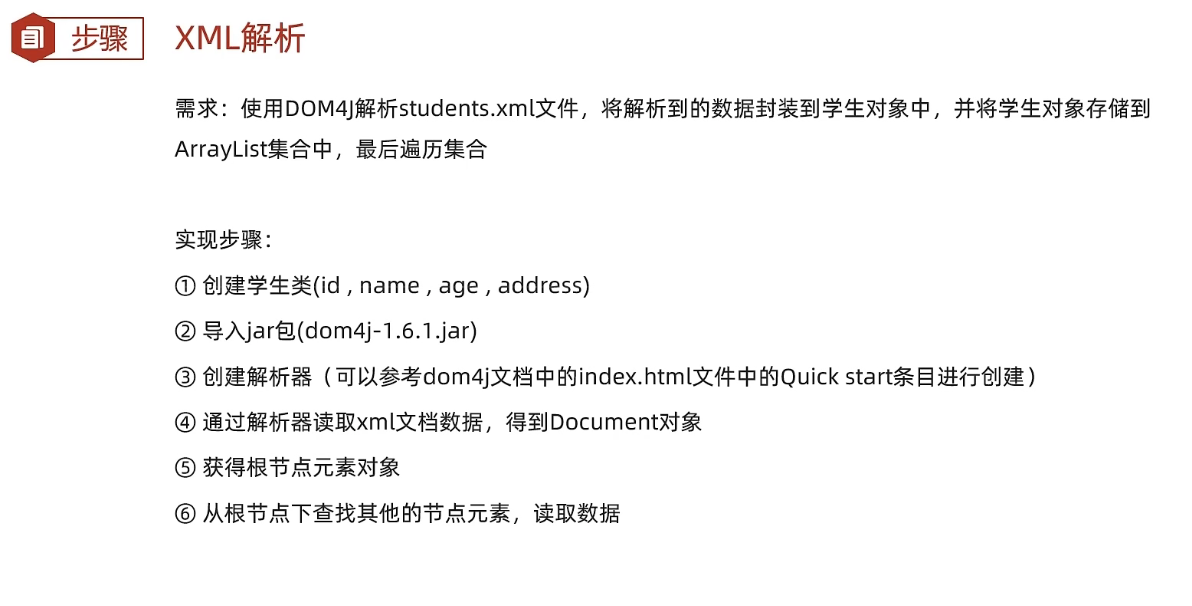 步骤
XML解析
需求：使用DOM4J解析students.xml文件，将解析到的数据封装到学生对象中，并将学生对象存储到
ArrayList集合中，最后遍历集合
实现步骤：
① 创建学生类(id , name , age , address)
② 导入jar包(dom4j-1.6.1.jar)
③ 创建解析器（可以参考dom4j文档中的index.html文件中的Quick start条目进行创建）
④ 通过解析器读取xml文档数据，得到Document对象
⑤ 获得根节点元素对象
⑥ 从根节点下查找其他的节点元素，读取数据